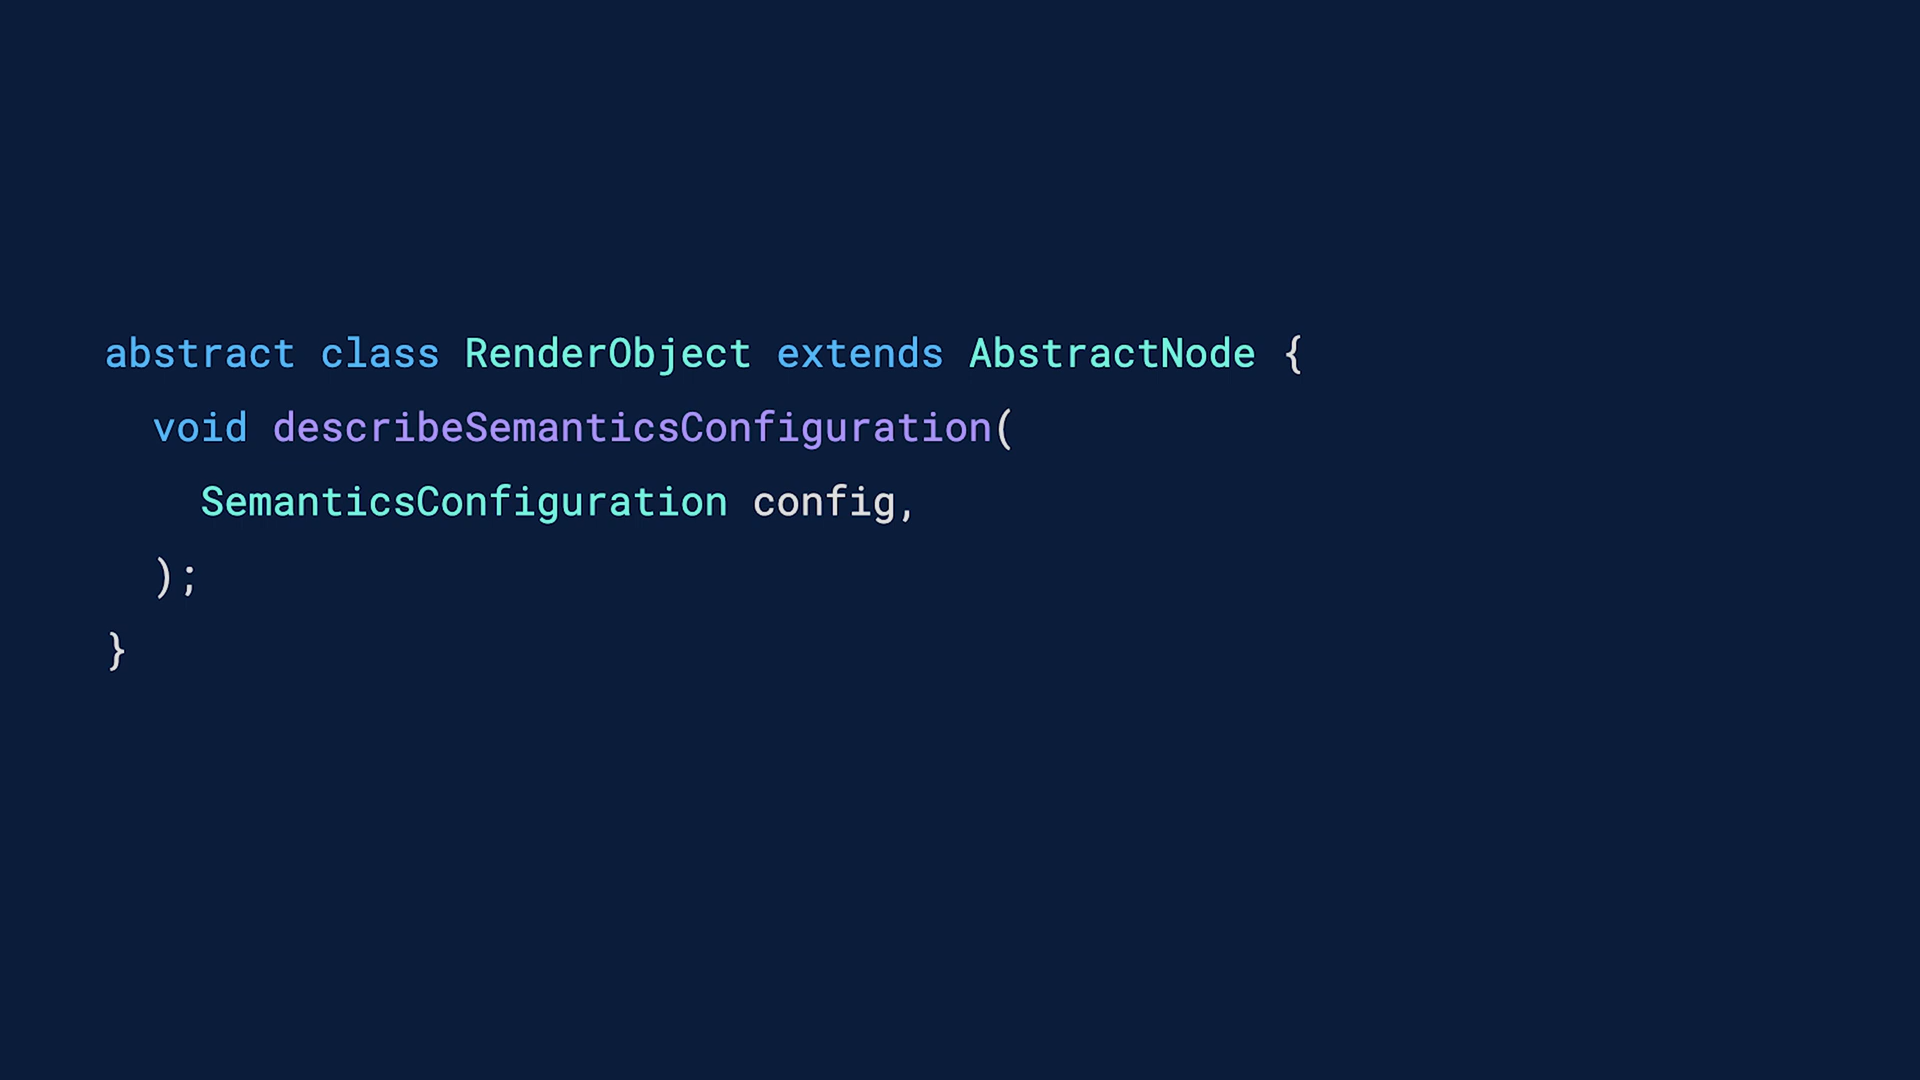 abstract class RenderObject extends AbstractNode {
  void describeSemanticsConfiguration(
    SemanticsConfiguration config,
  );
}